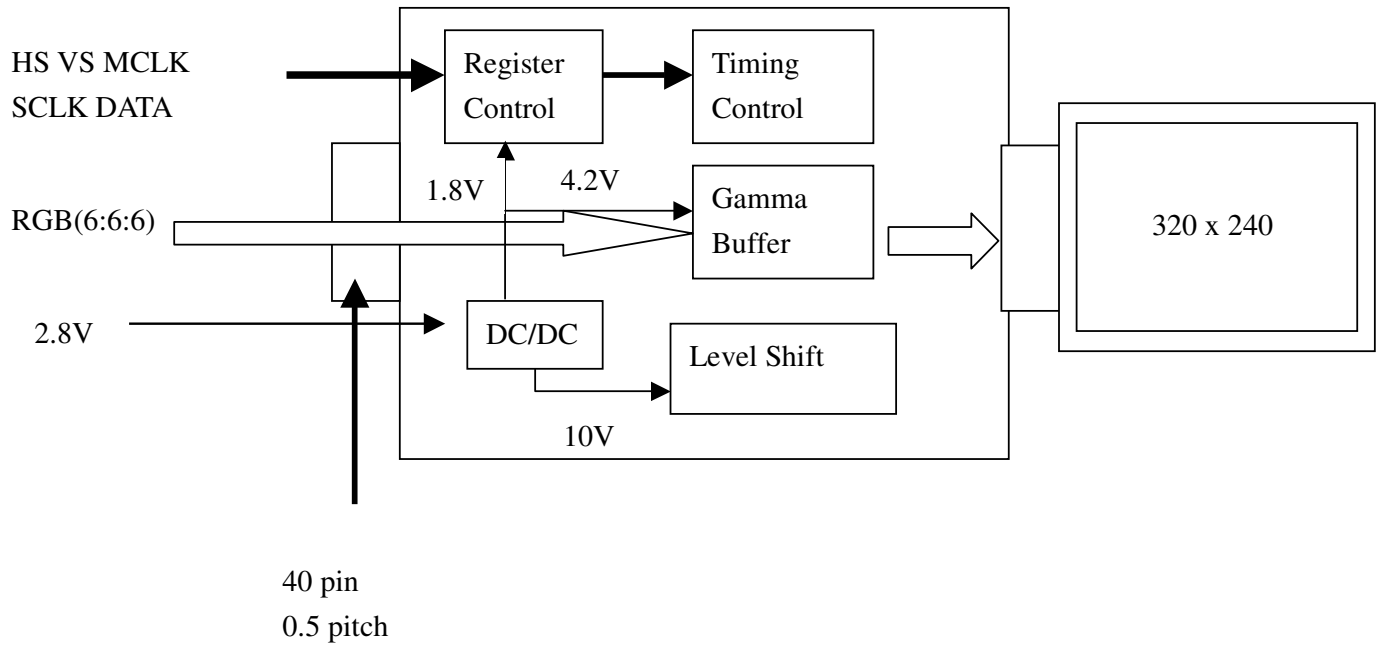 HS VS MCLK
SCLK DATA
Register
Control
Timing
Control
1.8V
4.2V
RGB(6:6:6)
Gamma
Buffer
320 x 240
2.8V
DC/DC
Level Shift
10V
40 pin
0.5 pitch